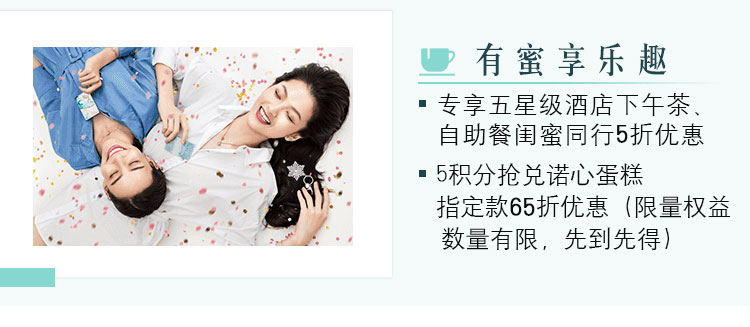 有蜜享乐趣
专享五星级酒店下午茶、
自助餐闺蜜同行5折优惠
5积分抢兑诺心蛋糕
指定款65折优惠（限量权益
数量有限，先到先得）